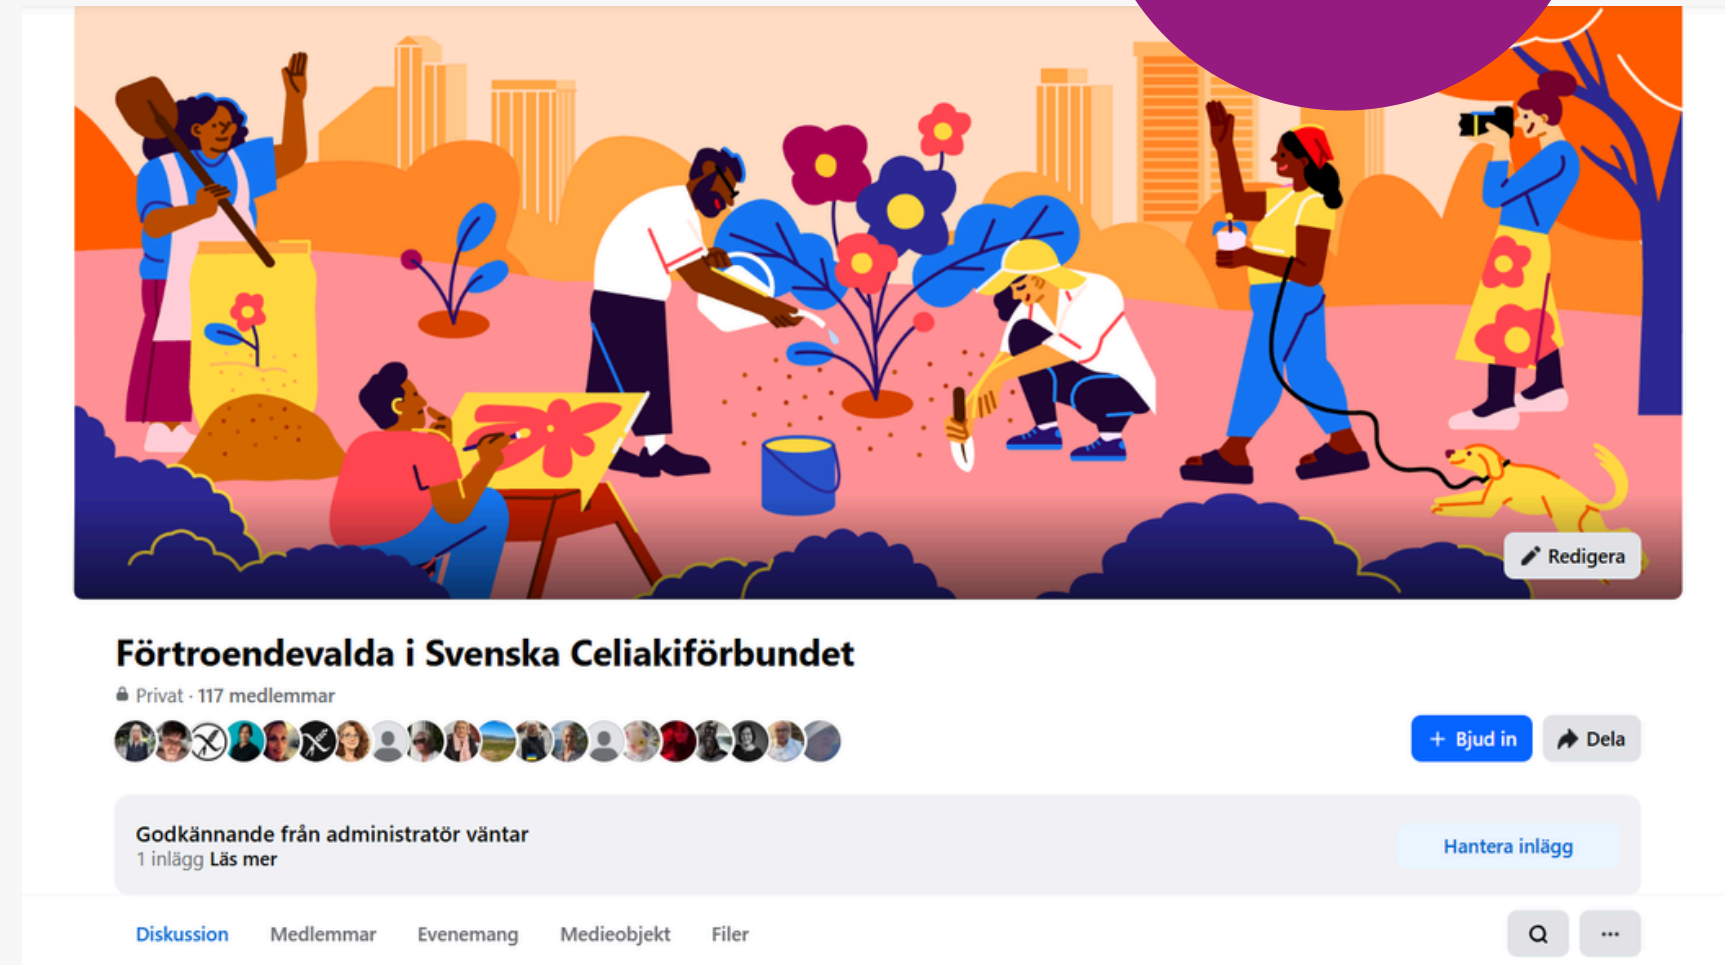 Redigera
Förtroendevalda i Svenska Celiakiförbundet
Privat · 117 medlemmar
+ Bjud in
Dela
Godkännande från administratör väntar
1 inlägg Läs mer
Hantera inlägg
Diskussion Medlemmar Evenemang Medieobjekt Filer